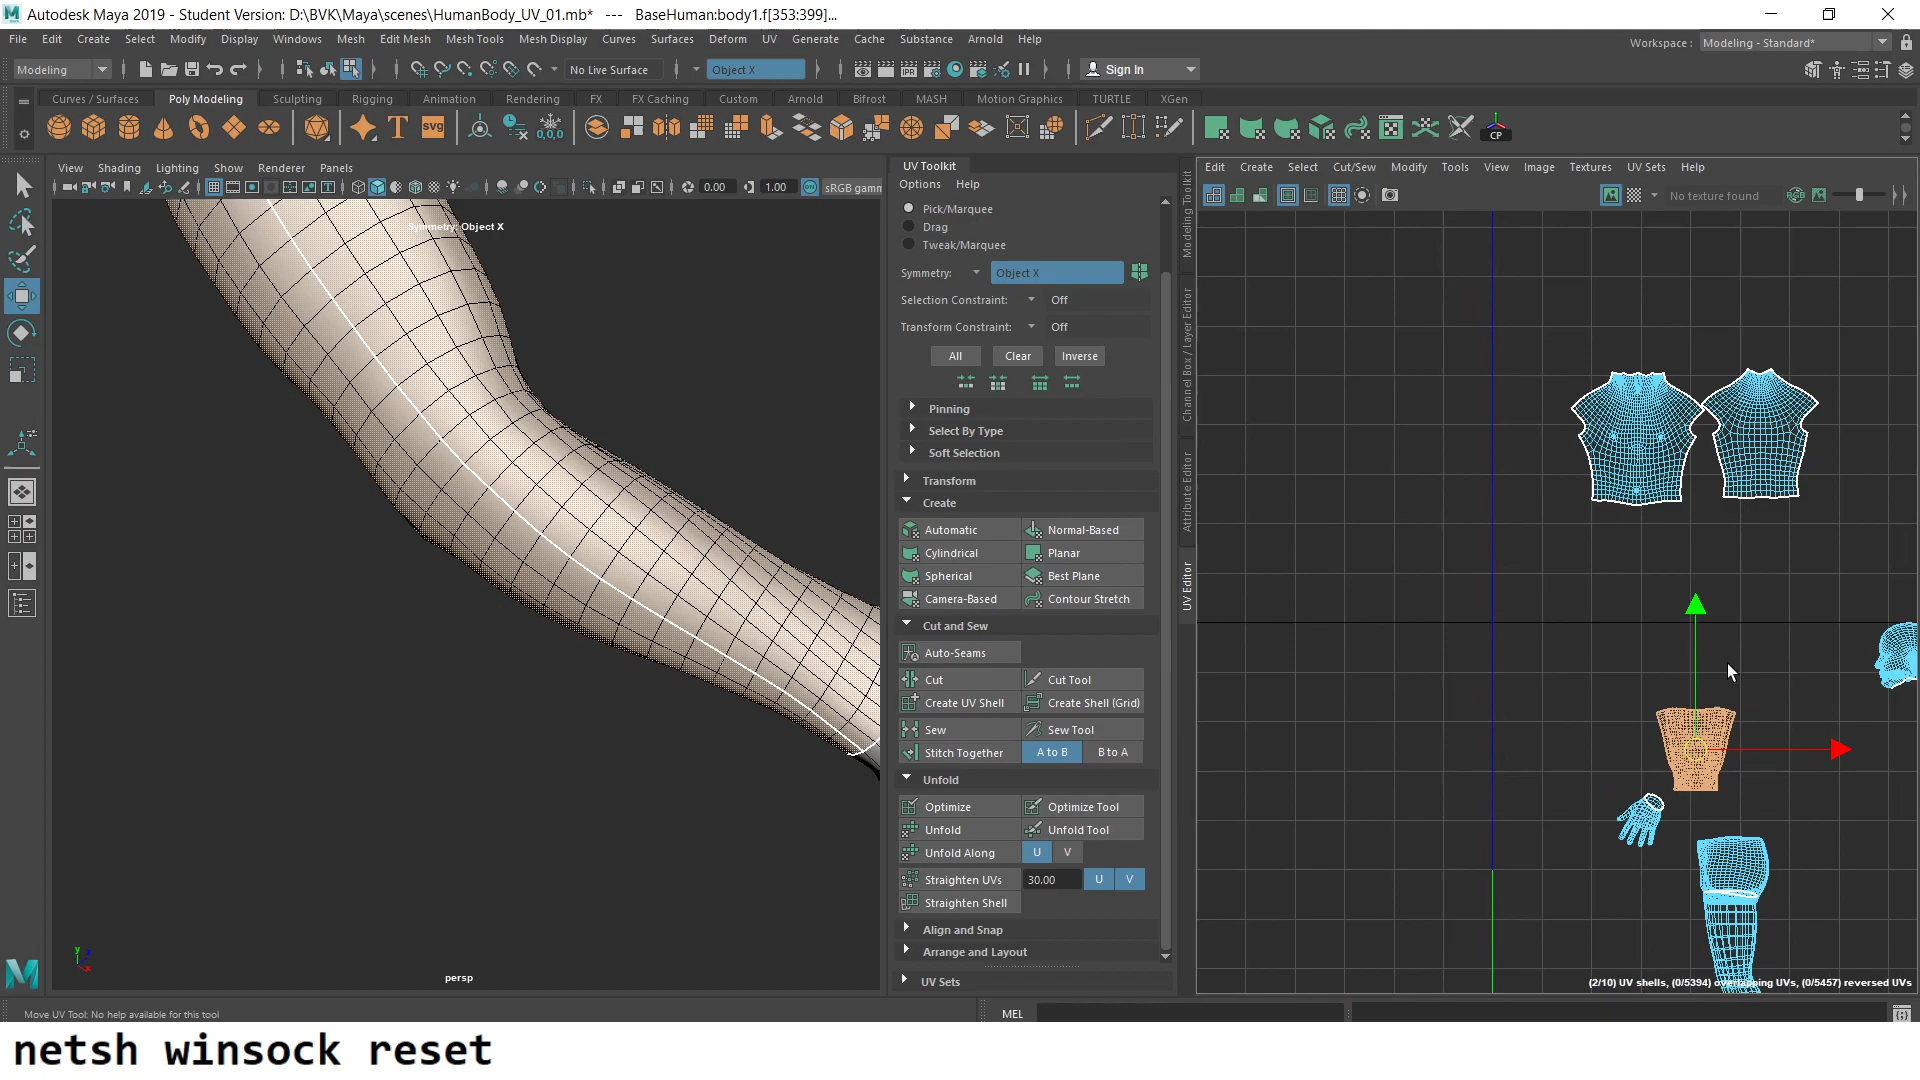 Autodesk Maya 2019 - Student Version: D:\BVK\Maya\scenes\HumanBody_UV_01.mb* --- BaseHuman:body1.f[353:399]...
File Edit Create Select Modify Display Windows Mesh Edit Mesh Mesh Tools Mesh Display Curves Surfaces Deform UV Generate Cache Substance Arnold Help
Workspace : Modeling - Standard*
Modeling No Live Surface Object X Sign In
Curves / Surfaces Poly Modeling Sculpting Rigging Animation Rendering FX FX Caching Custom Arnold Bifrost MASH Motion Graphics TURTLE XGen
SVG
CP
View Shading Lighting Show Renderer Panels
0.00 1.00 sRGB gamm
Symmetry: Object X
persp
UV Toolkit
Options Help
Pick/Marquee
Drag
Tweak/Marquee
Symmetry: Object X
Selection Constraint: Off
Transform Constraint: Off
All Clear Inverse
Pinning
Select By Type
Soft Selection
Transform
Create
Automatic Normal-Based
Cylindrical Planar
Spherical Best Plane
Camera-Based Contour Stretch
Cut and Sew
Auto-Seams
Cut Cut Tool
Create UV Shell Create Shell (Grid)
Sew Sew Tool
Stitch Together A to B B to A
Unfold
Optimize Optimize Tool
Unfold Unfold Tool
Unfold Along U V
Straighten UVs 30.00 U V
Straighten Shell
Align and Snap
Arrange and Layout
UV Sets
Modeling Toolkit
Channel Box / Layer Editor
Attribute Editor
UV Editor
Edit Create Select Cut/Sew Modify Tools View Image Textures UV Sets Help
No texture found
(2/10) UV shells, (0/5394) overlapping UVs, (0/5457) reversed UVs
Move UV Tool: No help available for this tool
MEL
netsh winsock reset